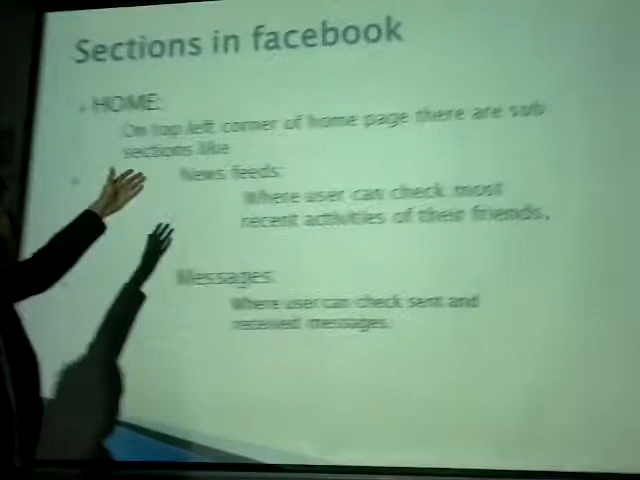 Sections in facebook
HOME:
On top left corner of home page there are sub
sections like
News feeds:
Where user can check most
recent activities of their friends.
Messages:
Where user can check sent and
received messages.